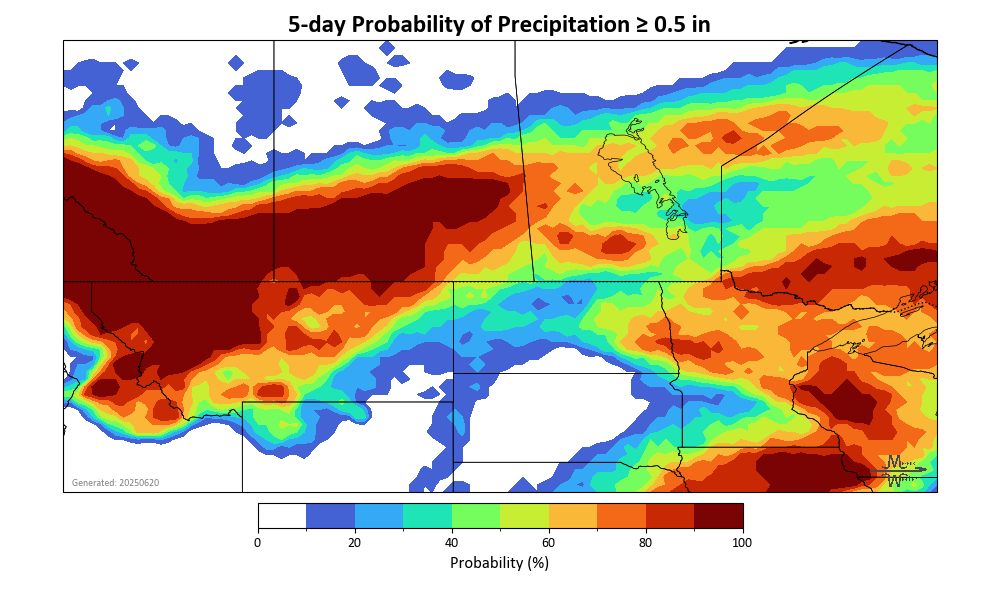 5-day Probability of Precipitation ≥ 0.5 in
Generated: 20250620
0 20 40 60 80 100
Probability (%)